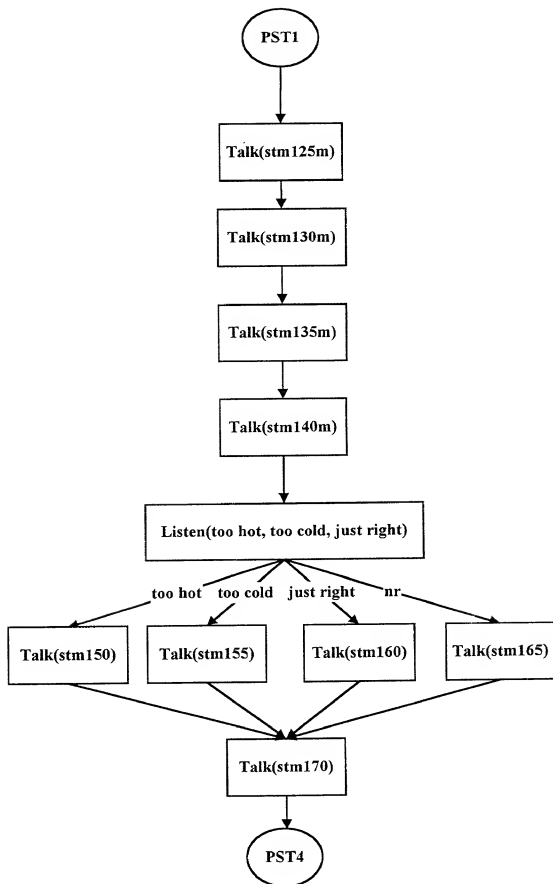 PST1
Talk(stm125m)
Talk(stm130m)
Talk(stm135m)
Talk(stm140m)
Listen(too hot, too cold, just right)
too hot too cold just right nr
Talk(stm150) Talk(stm155) Talk(stm160) Talk(stm165)
Talk(stm170)
PST4